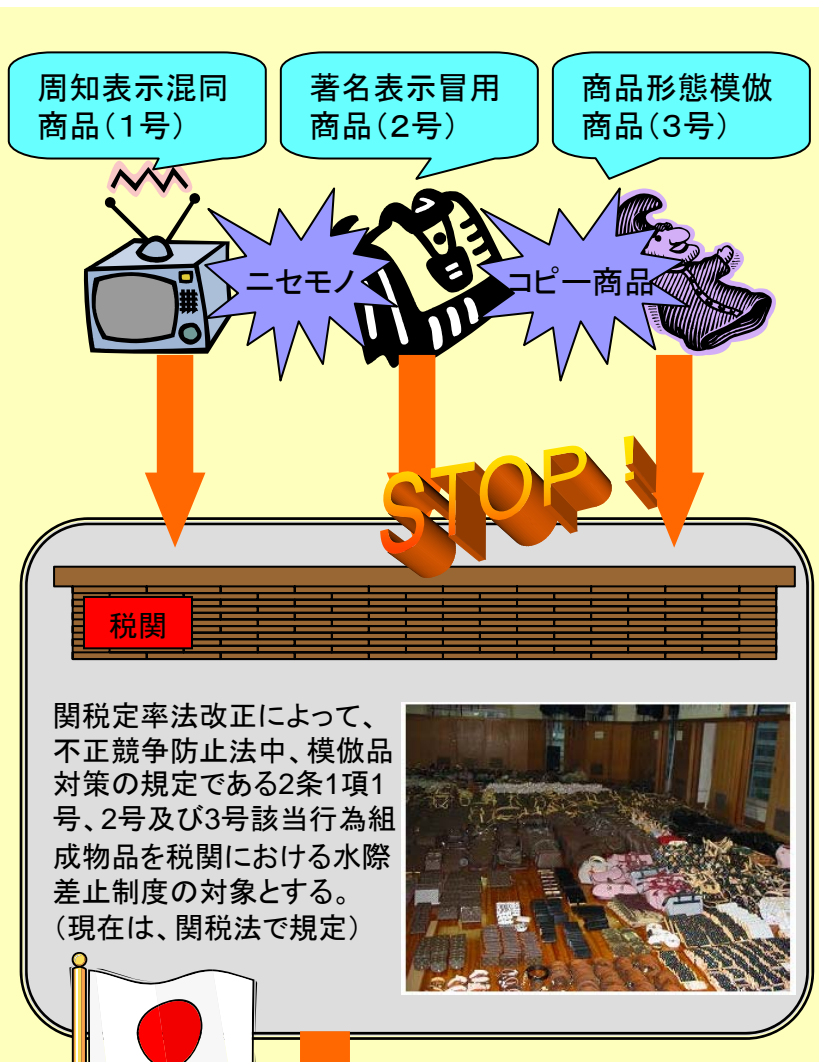 周知表示混同
商品（１号）
著名表示冒用
商品（２号）
商品形態模倣
商品（３号）
ニセモノ
コピー商品
STOP！
税関
関税定率法改正によって、
不正競争防止法中、模倣品
対策の規定である2条1項1
号、2号及び3号該当行為組
成物品を税関における水際
差止制度の対象とする。
（現在は、関税法で規定）